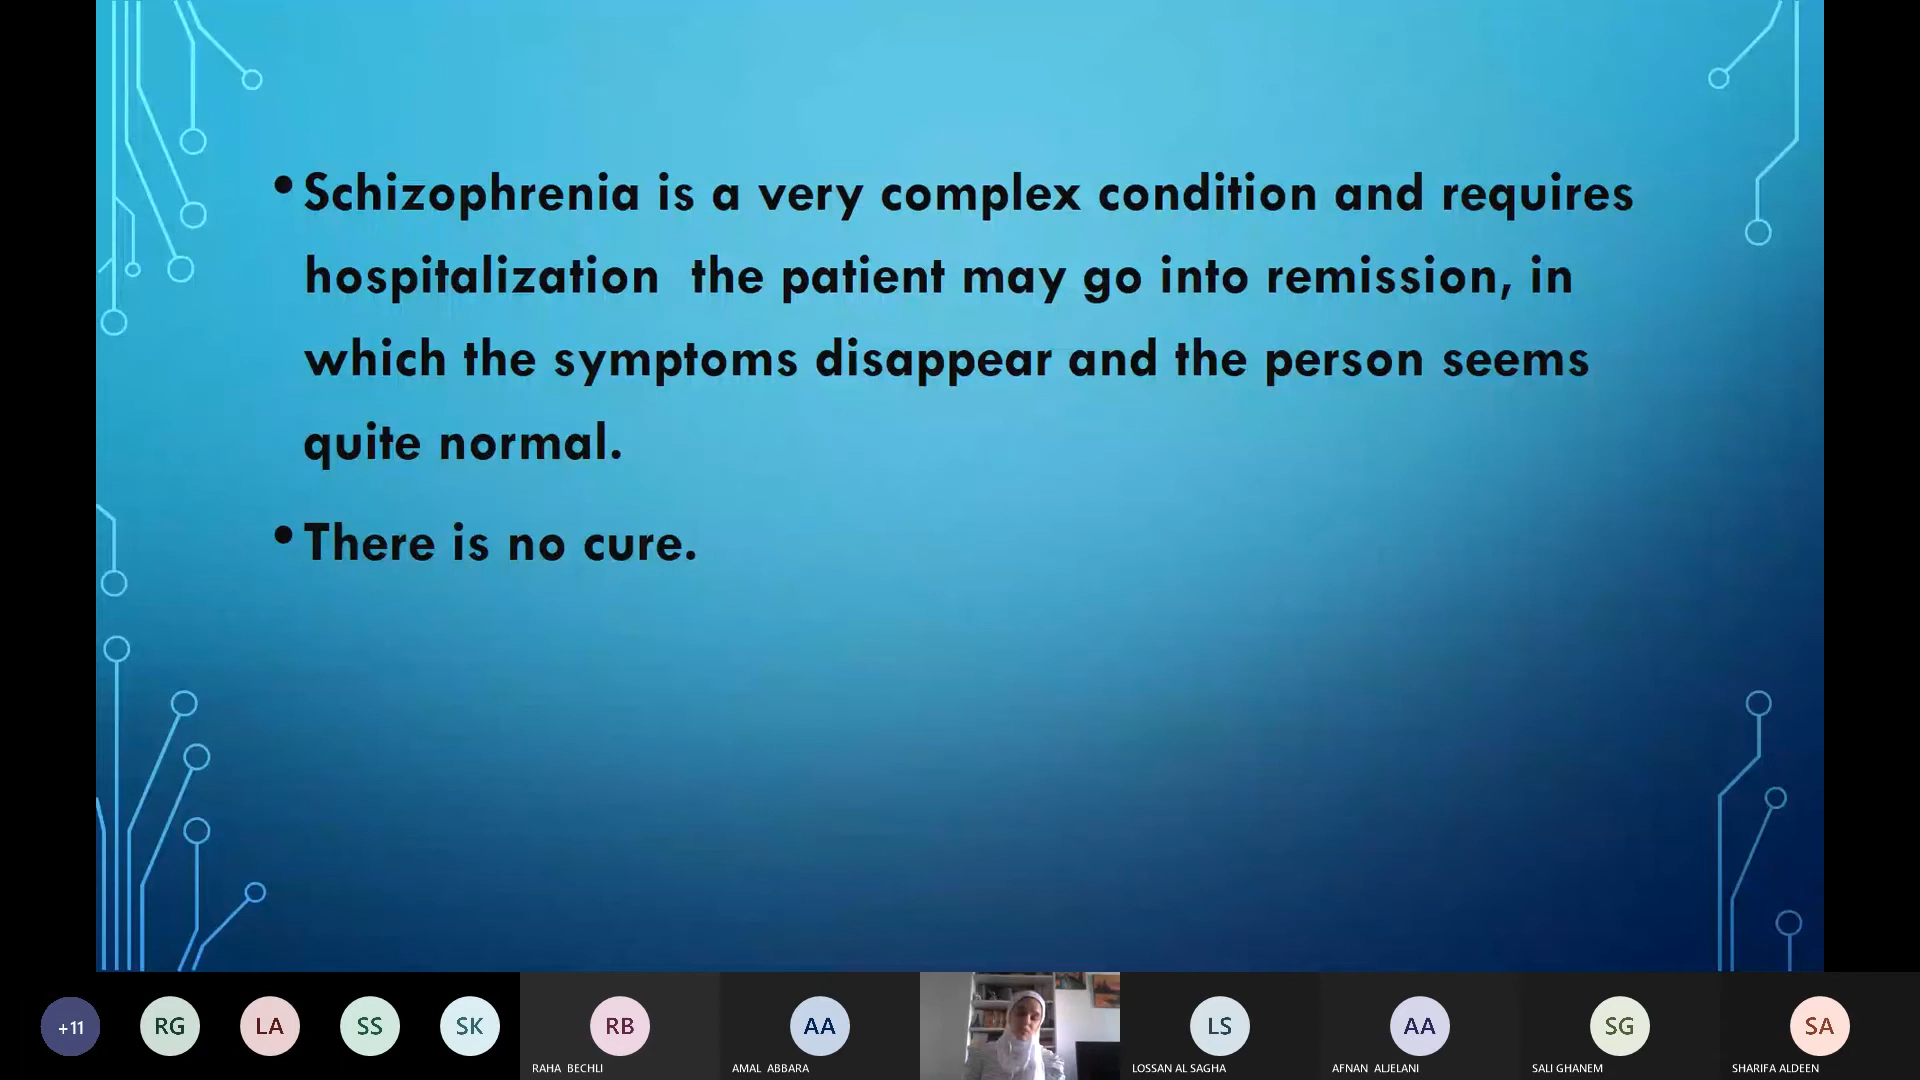 •Schizophrenia is a very complex condition and requires
hospitalization  the patient may go into remission, in
which the symptoms disappear and the person seems
quite normal.
•There is no cure.
+11
RG
LA
SS
SK
RB
AA
LS
AA
SG
SA
RAHA BECHLI
AMAL ABBARA
LOSSAN AL SAGHA
AFNAN ALJELANI
SALI GHANEM
SHARIFA ALDEEN